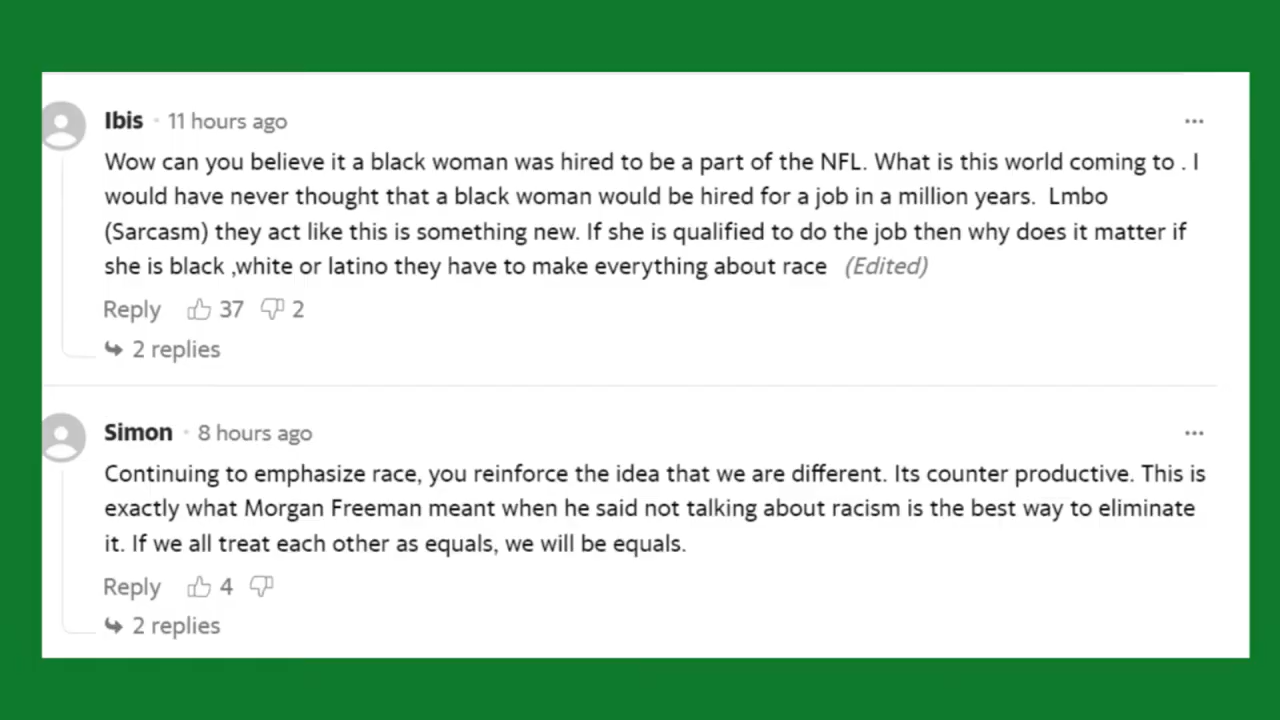 Ibis · 11 hours ago
Wow can you believe it a black woman was hired to be a part of the NFL. What is this world coming to . I
would have never thought that a black woman would be hired for a job in a million years.  Lmbo
(Sarcasm) they act like this is something new. If she is qualified to do the job then why does it matter if
she is black ,white or latino they have to make everything about race (Edited)
Reply 37 2
2 replies
Simon · 8 hours ago
Continuing to emphasize race, you reinforce the idea that we are different. Its counter productive. This is
exactly what Morgan Freeman meant when he said not talking about racism is the best way to eliminate
it. If we all treat each other as equals, we will be equals.
Reply 4
2 replies